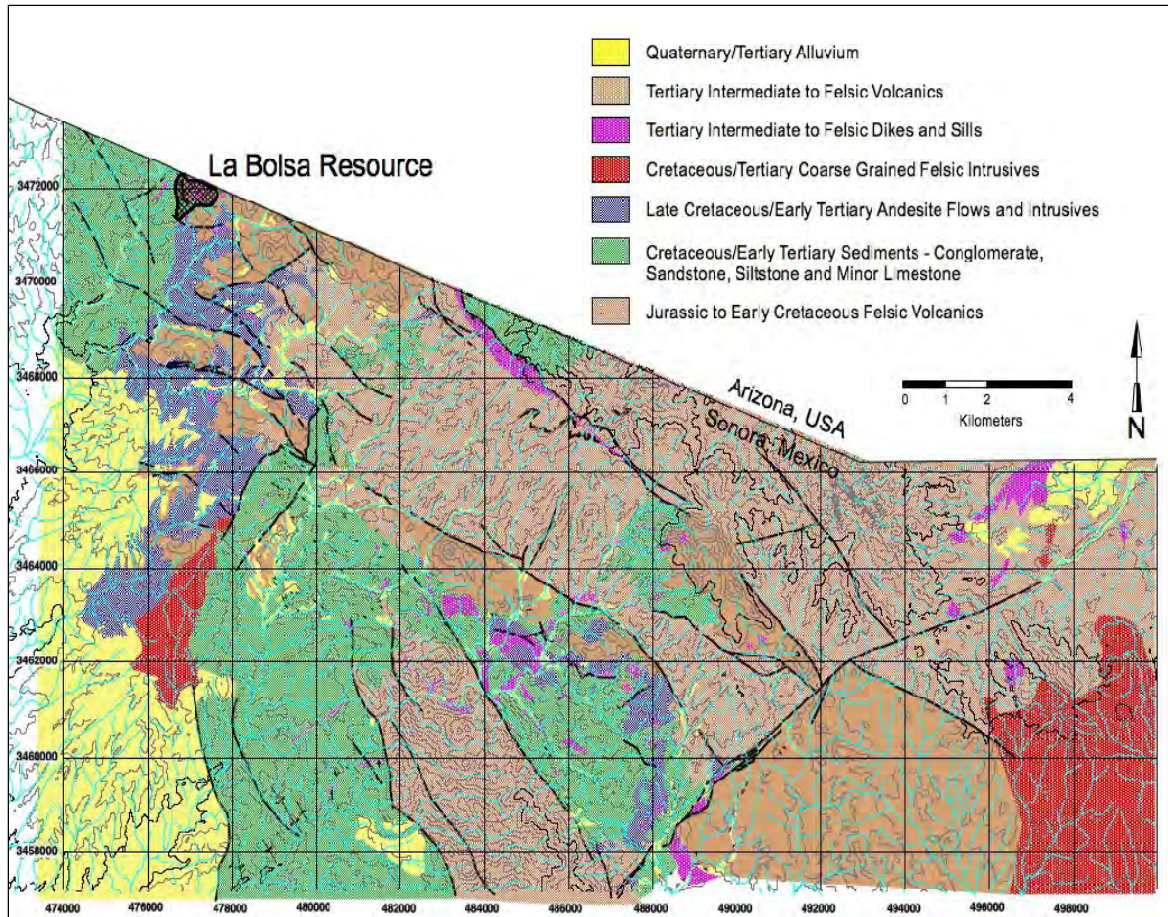 Quaternary/Tertiary Alluvium
Tertiary Intermediate to Felsic Volcanics
Tertiary Intermediate to Felsic Dikes and Sills
Cretaceous/Tertiary Coarse Grained Felsic Intrusives
Late Cretaceous/Early Tertiary Andesite Flows and Intrusives
Cretaceous/Early Tertiary Sediments - Conglomerate,
Sandstone, Siltstone and Minor Limestone
Jurassic to Early Cretaceous Felsic Volcanics
La Bolsa Resource
Arizona, USA
Sonora, Mexico
0 1 2 4
Kilometers
N
3472000
3470000
3468000
3466000
3464000
3462000
3460000
3458000
474000 476000 478000 480000 482000 484000 486000 488000 490000 492000 494000 496000 498000